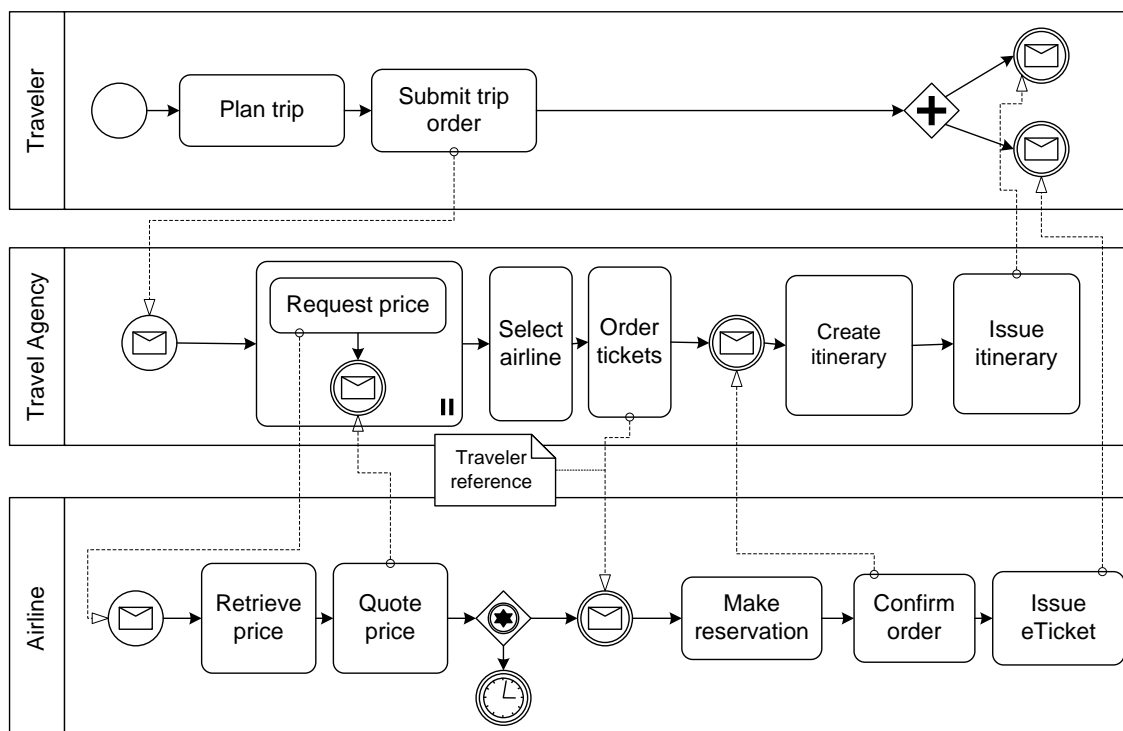 Traveler
Plan trip
Submit trip
order
Travel Agency
Request price
Select
airline
Order
tickets
Create
itinerary
Issue
itinerary
Traveler
reference
Airline
Retrieve
price
Quote
price
Make
reservation
Confirm
order
Issue
eTicket